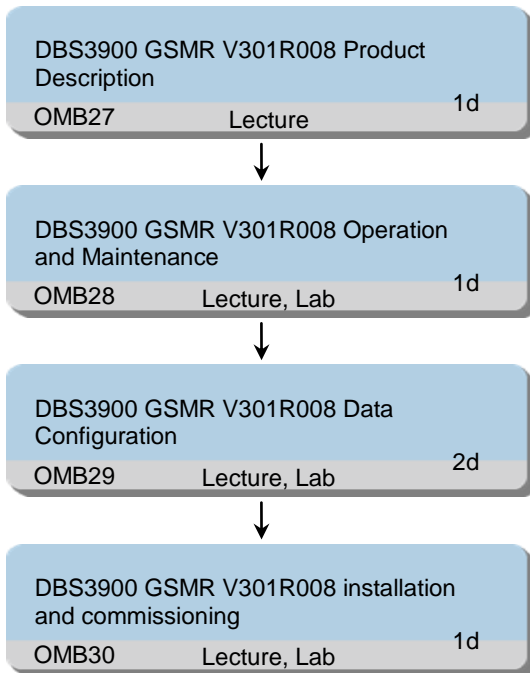 DBS3900 GSMR V301R008 Product
Description
1d
OMB27 Lecture
DBS3900 GSMR V301R008 Operation
and Maintenance
1d
OMB28 Lecture, Lab
DBS3900 GSMR V301R008 Data
Configuration
2d
OMB29 Lecture, Lab
DBS3900 GSMR V301R008 installation
and commissioning
1d
OMB30 Lecture, Lab